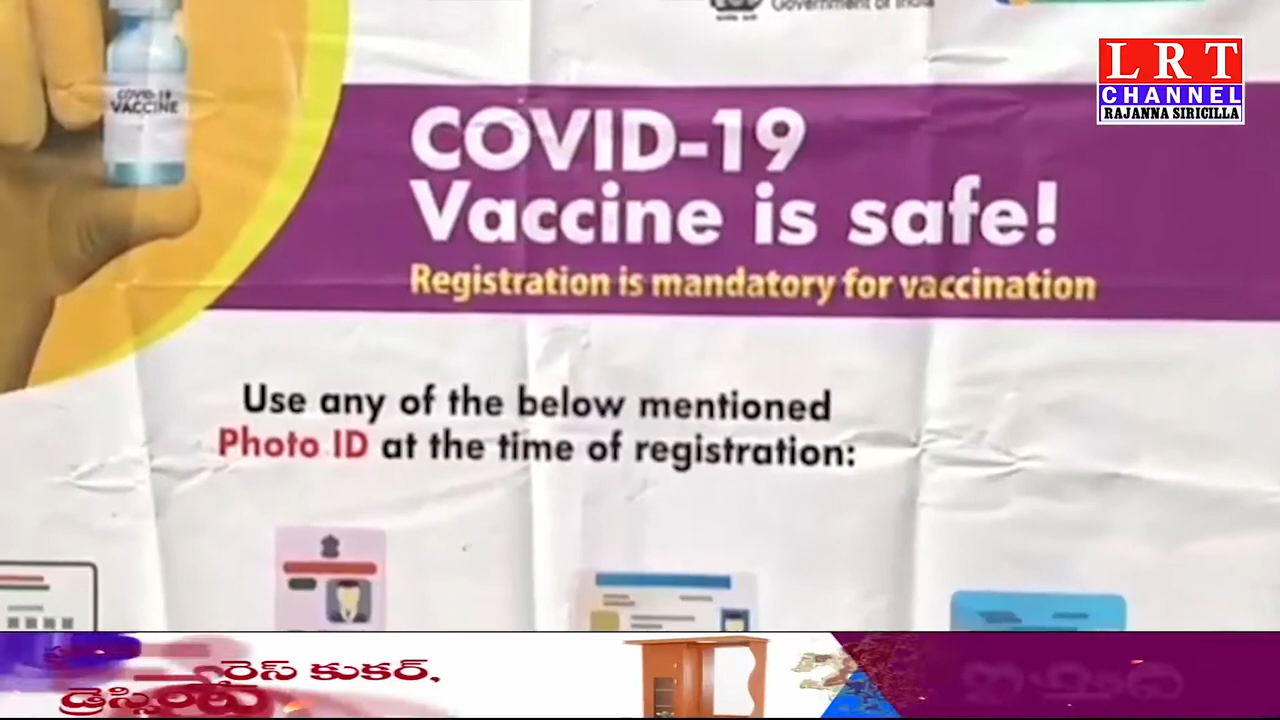 Government of India
LRT
CHANNEL
RAJANNA SIRICILLA
COVID-19
VACCINE
COVID-19
Vaccine is safe!
Registration is mandatory for vaccination
Use any of the below mentioned
Photo ID at the time of registration:
రైస్ కుకర్,